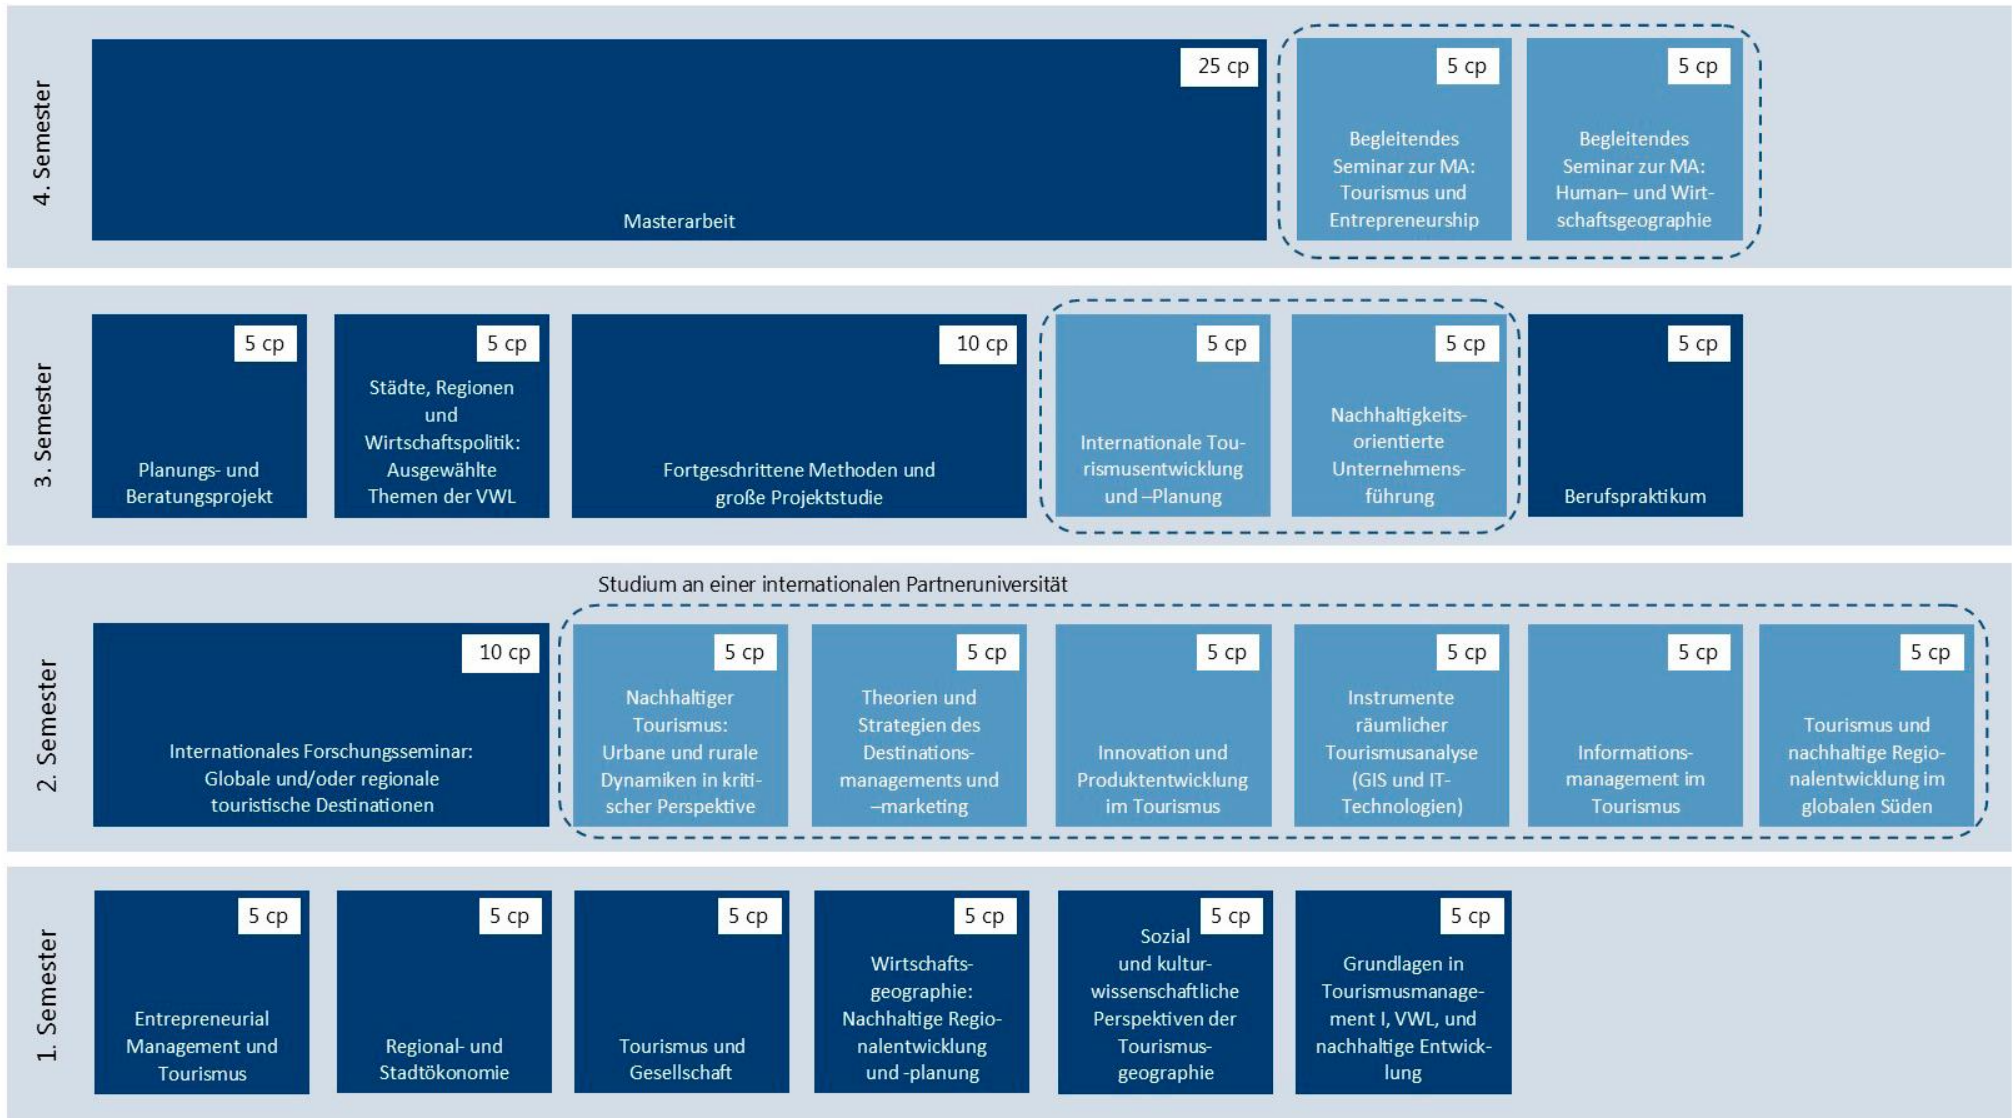 4. Semester
25 cp
Masterarbeit
5 cp
Begleitendes
Seminar zur MA:
Tourismus und
Entrepreneurship
5 cp
Begleitendes
Seminar zur MA:
Human– und Wirt-
schaftsgeographie
3. Semester
5 cp
Planungs- und
Beratungsprojekt
5 cp
Städte, Regionen
und
Wirtschaftspolitik:
Ausgewählte
Themen der VWL
10 cp
Fortgeschrittene Methoden und
große Projektstudie
5 cp
Internationale Tou-
rismusentwicklung
und –Planung
5 cp
Nachhaltigkeits-
orientierte
Unternehmens-
führung
5 cp
Berufspraktikum
2. Semester
Studium an einer internationalen Partneruniversität
10 cp
Internationales Forschungsseminar:
Globale und/oder regionale
touristische Destinationen
5 cp
Nachhaltiger
Tourismus:
Urbane und rurale
Dynamiken in kriti-
scher Perspektive
5 cp
Theorien und
Strategien des
Destinations-
managements und
–marketing
5 cp
Innovation und
Produktentwicklung
im Tourismus
5 cp
Instrumente
räumlicher
Tourismusanalyse
(GIS und IT-
Technologien)
5 cp
Informations-
management im
Tourismus
5 cp
Tourismus und
nachhaltige Regio-
nalentwicklung im
globalen Süden
1. Semester
5 cp
Entrepreneurial
Management und
Tourismus
5 cp
Regional- und
Stadtökonomie
5 cp
Tourismus und
Gesellschaft
5 cp
Wirtschafts-
geographie:
Nachhaltige Regio-
nalentwicklung
und -planung
5 cp
Sozial
und kultur-
wissenschaftliche
Perspektiven der
Tourismus-
geographie
5 cp
Grundlagen in
Tourismusmanage-
ment I, VWL, und
nachhaltige Entwick-
lung